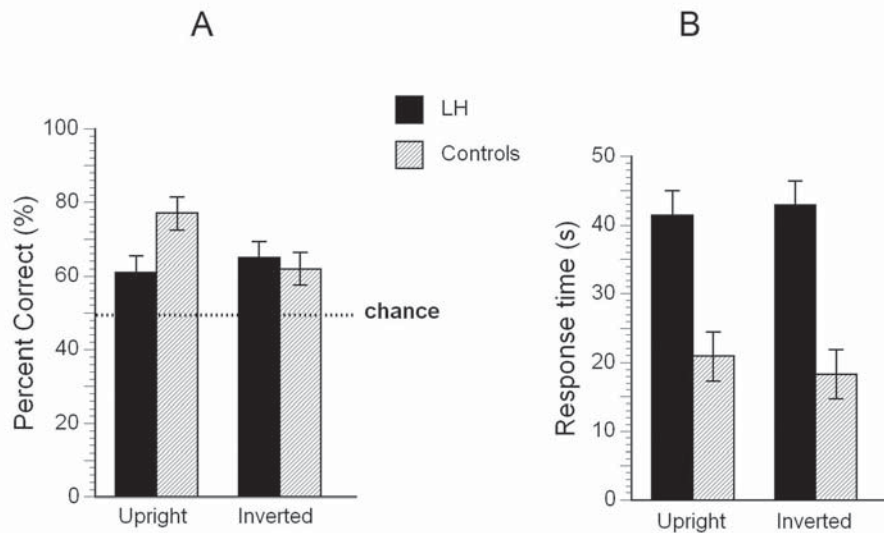 A
B
LH
Controls
Percent Correct (%)
100
80
60
40
20
0
chance
Upright
Inverted
Response time (s)
50
40
30
20
10
0
Upright
Inverted